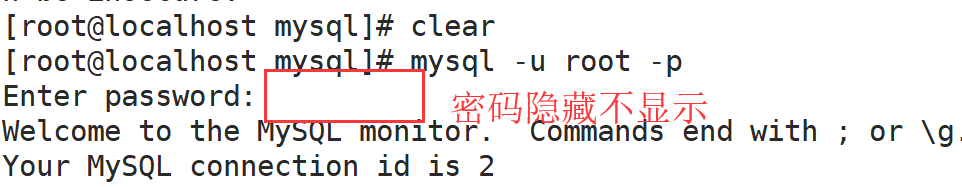 [root@localhost mysql]# clear
[root@localhost mysql]# mysql -u root -p
Enter password:
密码隐藏不显示
Welcome to the MySQL monitor.  Commands end with ; or \g.
Your MySQL connection id is 2